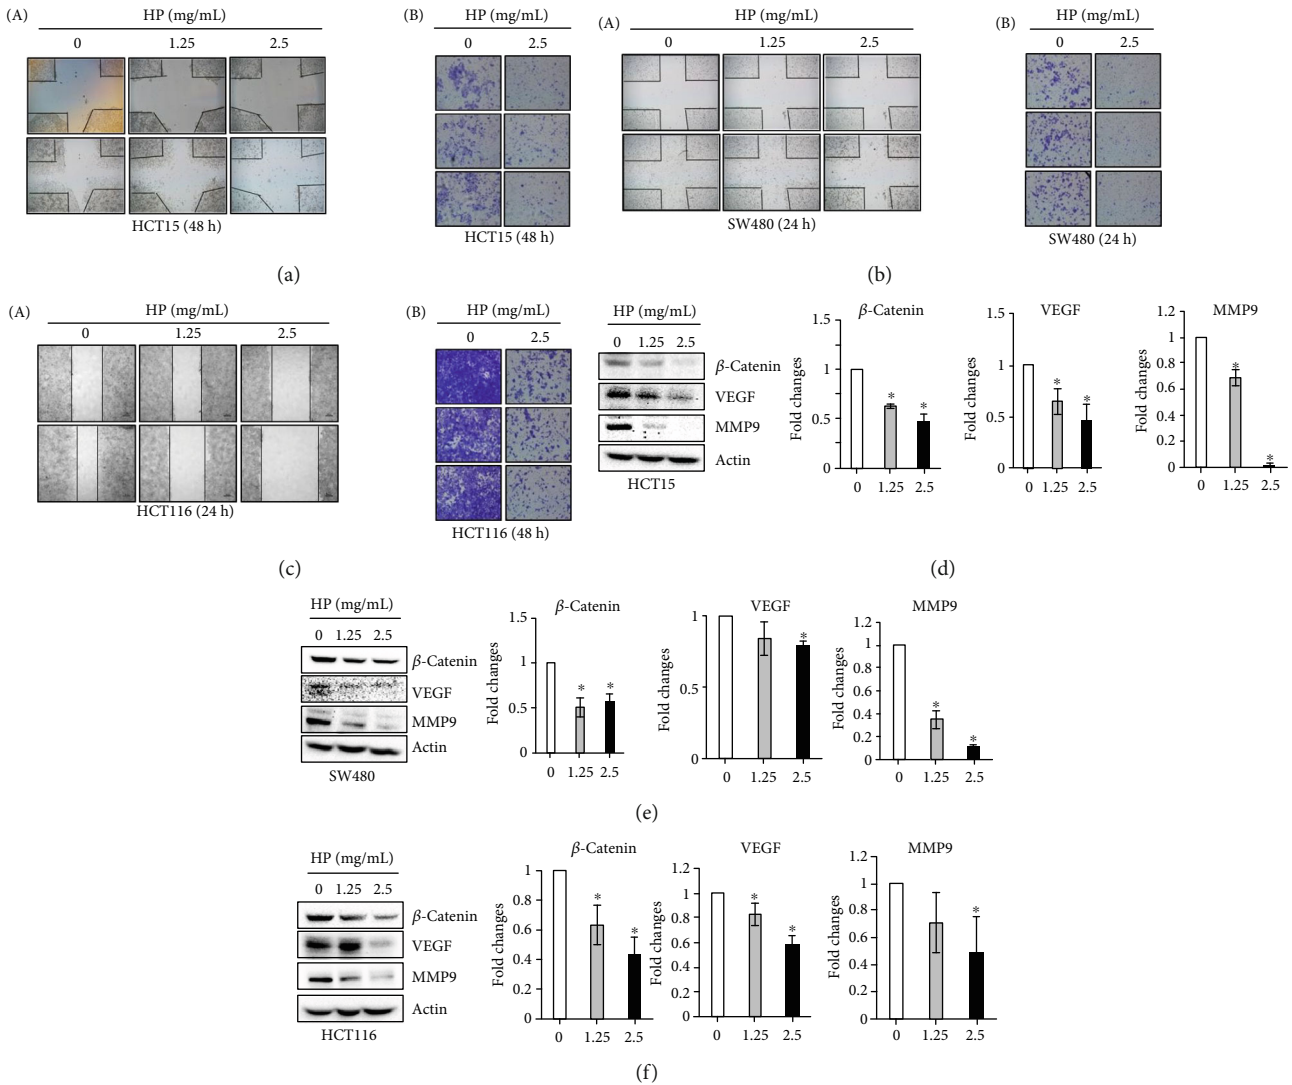 (A)
HP (mg/mL)
0 1.25 2.5
HCT15 (48 h)
(B)
HP (mg/mL)
0 2.5
HCT15 (48 h)
(a)
(A)
HP (mg/mL)
0 1.25 2.5
SW480 (24 h)
(B)
HP (mg/mL)
0 2.5
SW480 (24 h)
(b)
(A)
HP (mg/mL)
0 1.25 2.5
HCT116 (24 h)
(B)
HP (mg/mL)
0 2.5
HCT116 (48 h)
(c)
HP (mg/mL)
0 1.25 2.5
β-Catenin
VEGF
MMP9
Actin
HCT15
β-Catenin
Fold changes
1.5
1
0.5
0
* *
0 1.25 2.5
VEGF
Fold changes
1.5
1
0.5
0
* *
0 1.25 2.5
MMP9
Fold changes
1.2
1
0.8
0.6
0.4
0.2
0
* *
0 1.25 2.5
(d)
HP (mg/mL)
0 1.25 2.5
β-Catenin
VEGF
MMP9
Actin
SW480
β-Catenin
Fold changes
1.5
1
0.5
0
* *
0 1.25 2.5
VEGF
Fold changes
1
0.5
0
*
0 1.25 2.5
MMP9
Fold changes
1.2
1
0.8
0.6
0.4
0.2
0
* *
0 1.25 2.5
(e)
HP (mg/mL)
0 1.25 2.5
β-Catenin
VEGF
MMP9
Actin
HCT116
β-Catenin
Fold changes
1
0.8
0.6
0.4
0.2
0
* *
0 1.25 2.5
VEGF
Fold changes
1.2
1
0.8
0.6
0.4
0.2
0
* *
0 1.25 2.5
MMP9
Fold changes
1.2
1
0.8
0.6
0.4
0.2
0
*
0 1.25 2.5
(f)